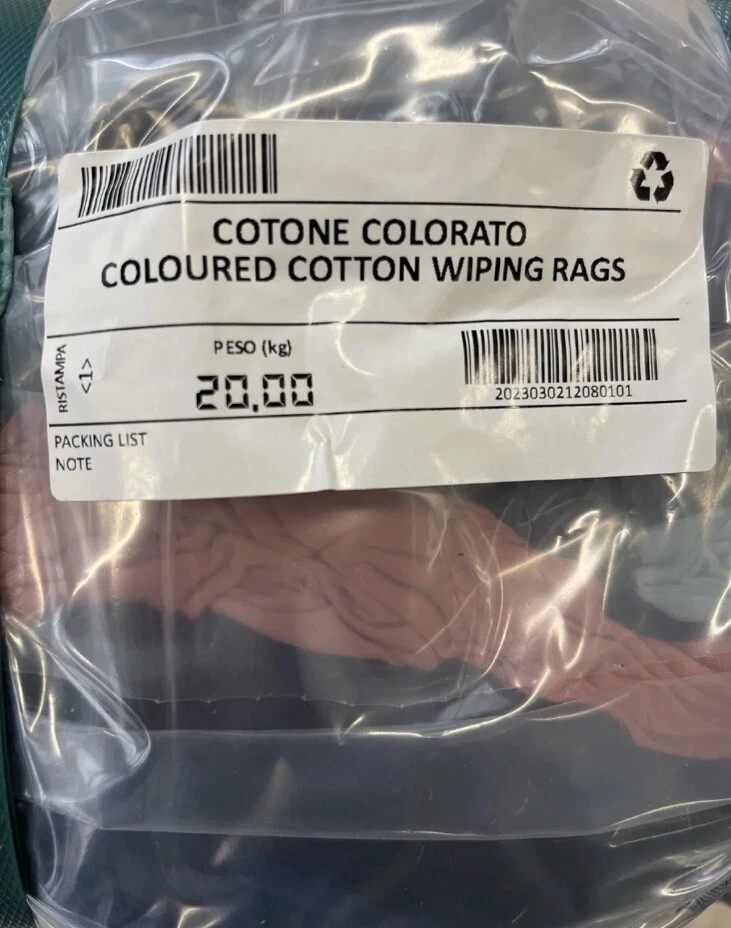 COTONE COLORATO
COLOURED COTTON WIPING RAGS
RISTAMPA
<1>
PESO (kg)
20,00
2023030212080101
PACKING LIST
NOTE